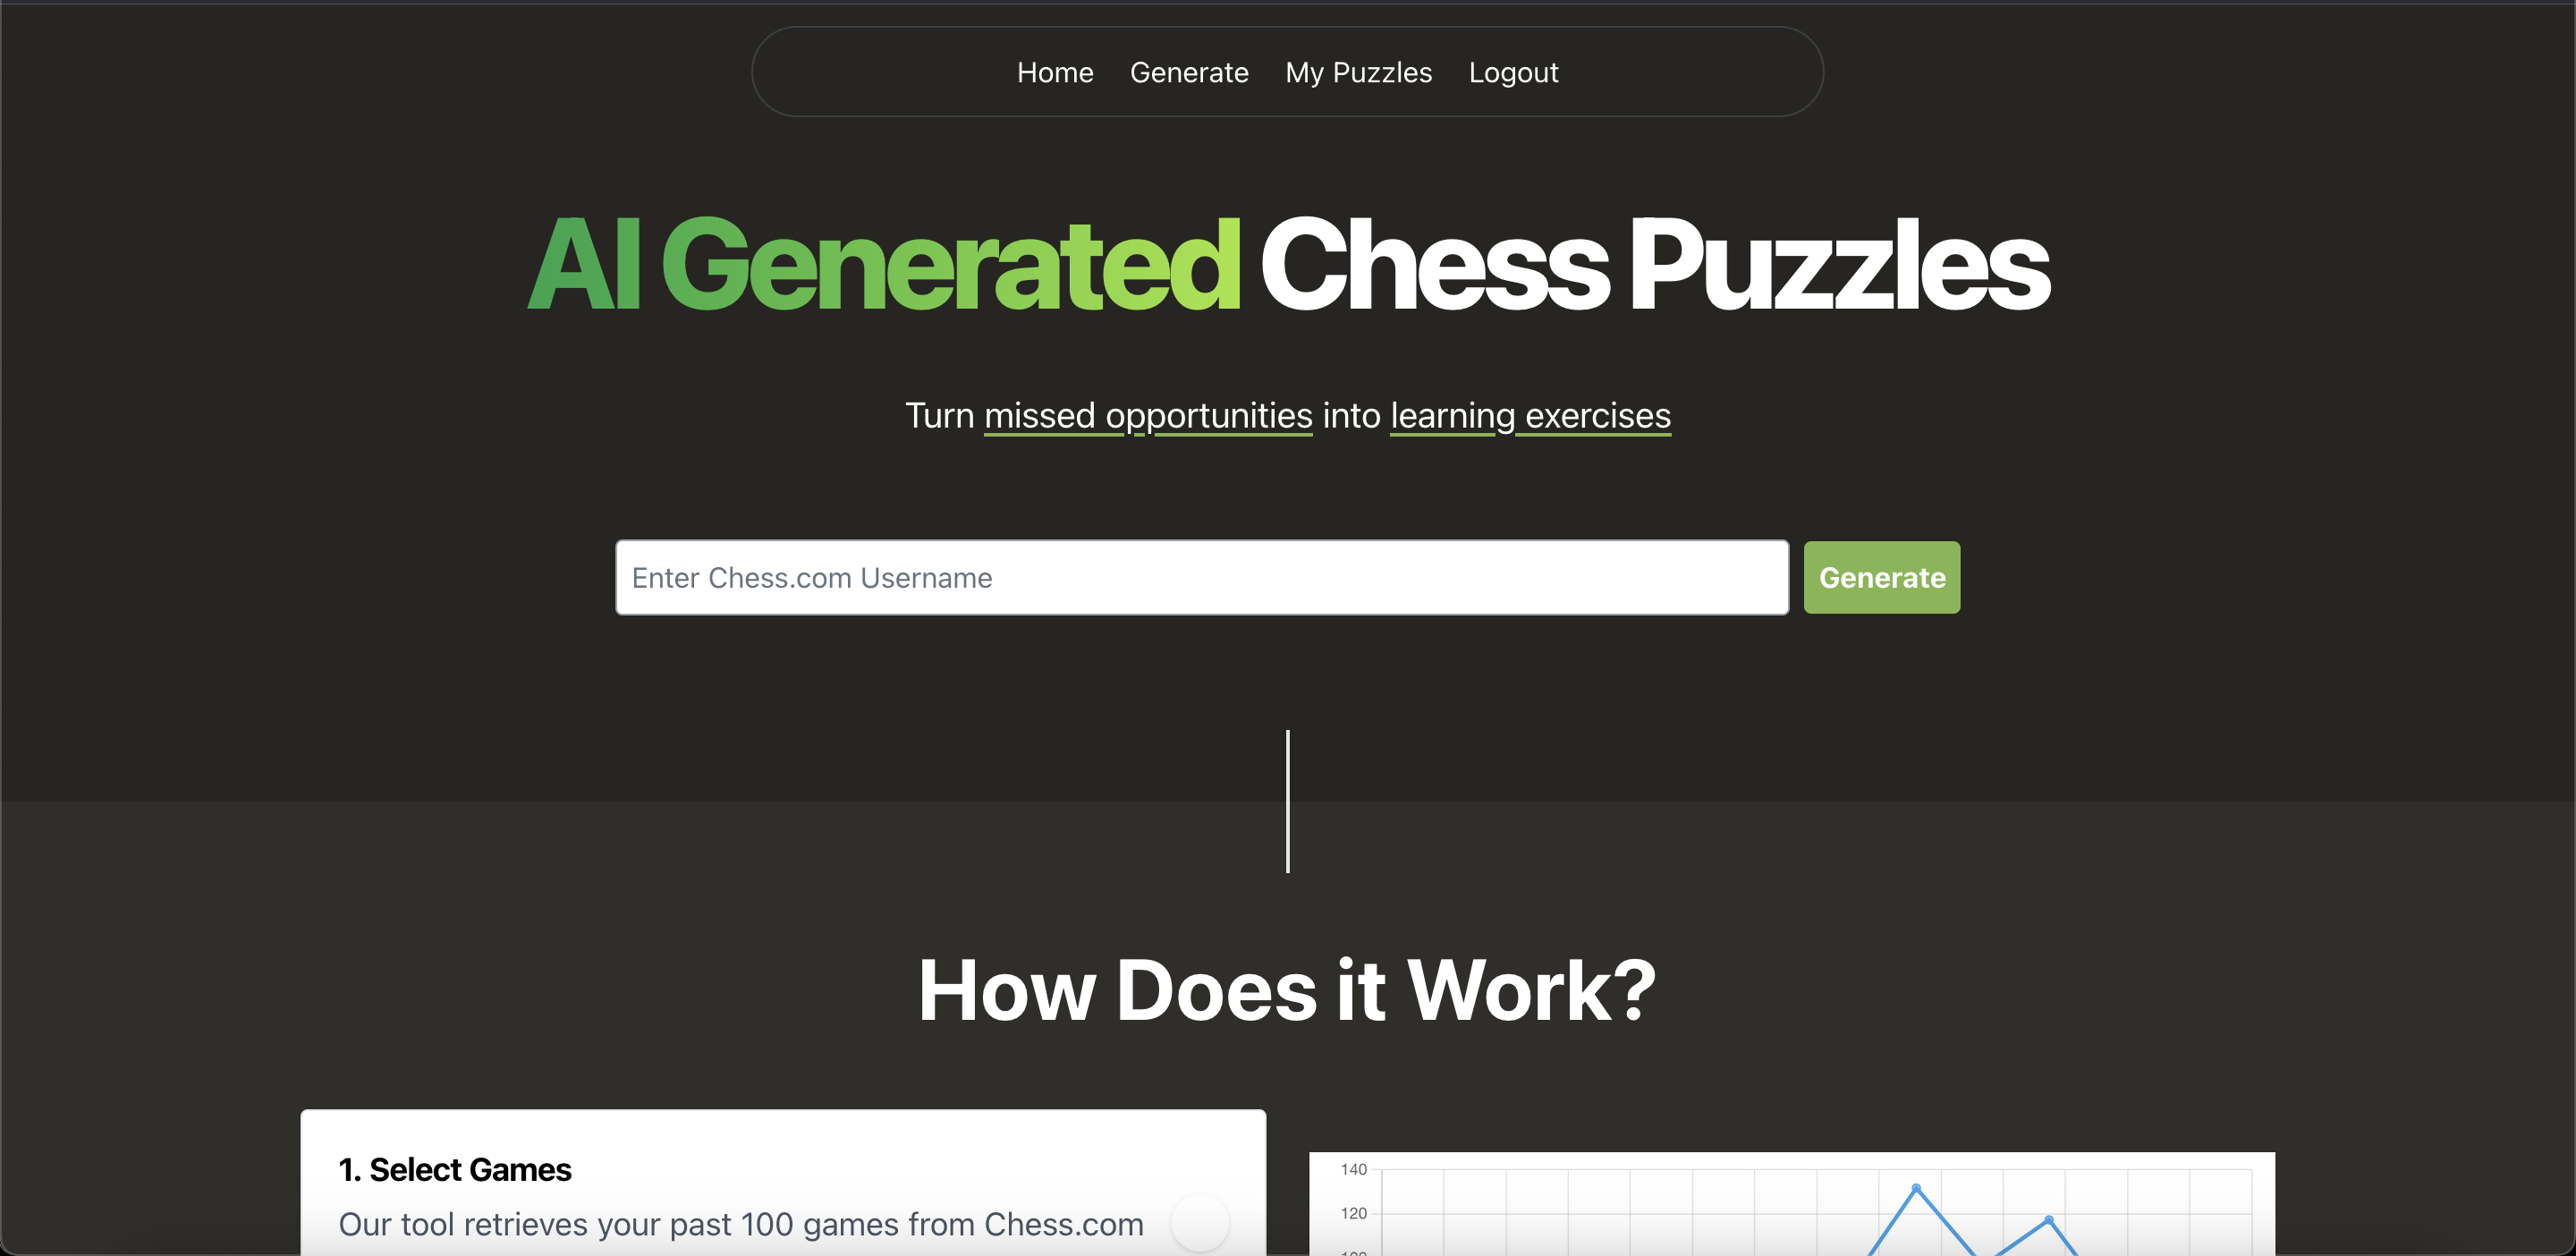 Home Generate My Puzzles Logout
AI Generated Chess Puzzles
Turn missed opportunities into learning exercises
Enter Chess.com Username
Generate
How Does it Work?
1. Select Games
Our tool retrieves your past 100 games from Chess.com
140
120